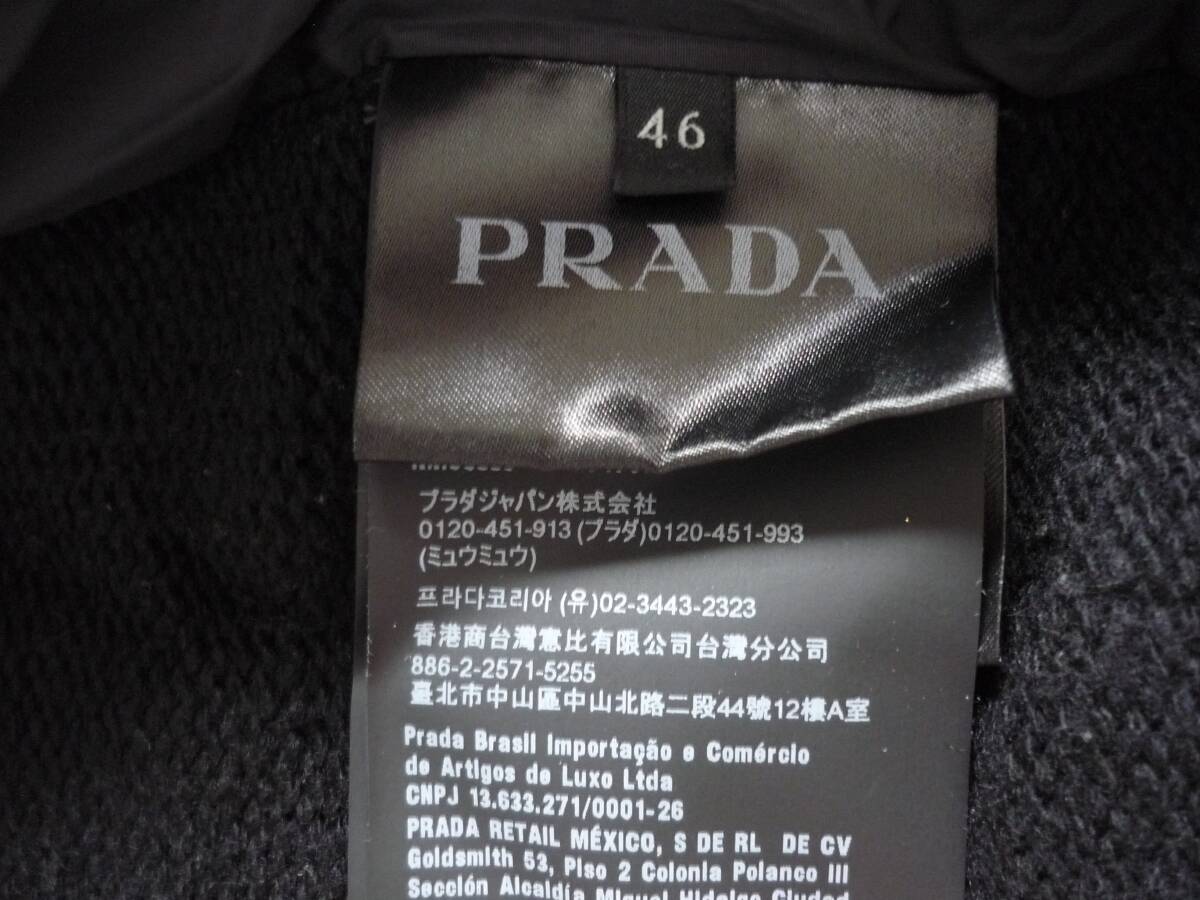 46
PRADA
プラダジャパン株式会社
0120-451-913 (プラダ)0120-451-993
(ミュウミュウ)
프라다코리아 (유)02-3443-2323
香港商台灣惠比有限公司台灣分公司
886-2-2571-5255
臺北市中山區中山北路二段44號12樓A室
Prada Brasil Importação e Comércio
de Artigos de Luxo Ltda
CNPJ 13.633.271/0001-26
PRADA RETAIL MÉXICO, S DE RL DE CV
Goldsmith 53, Piso 2 Colonia Polanco III
Sección Alcaldía Miguel Hidalgo Ciudad